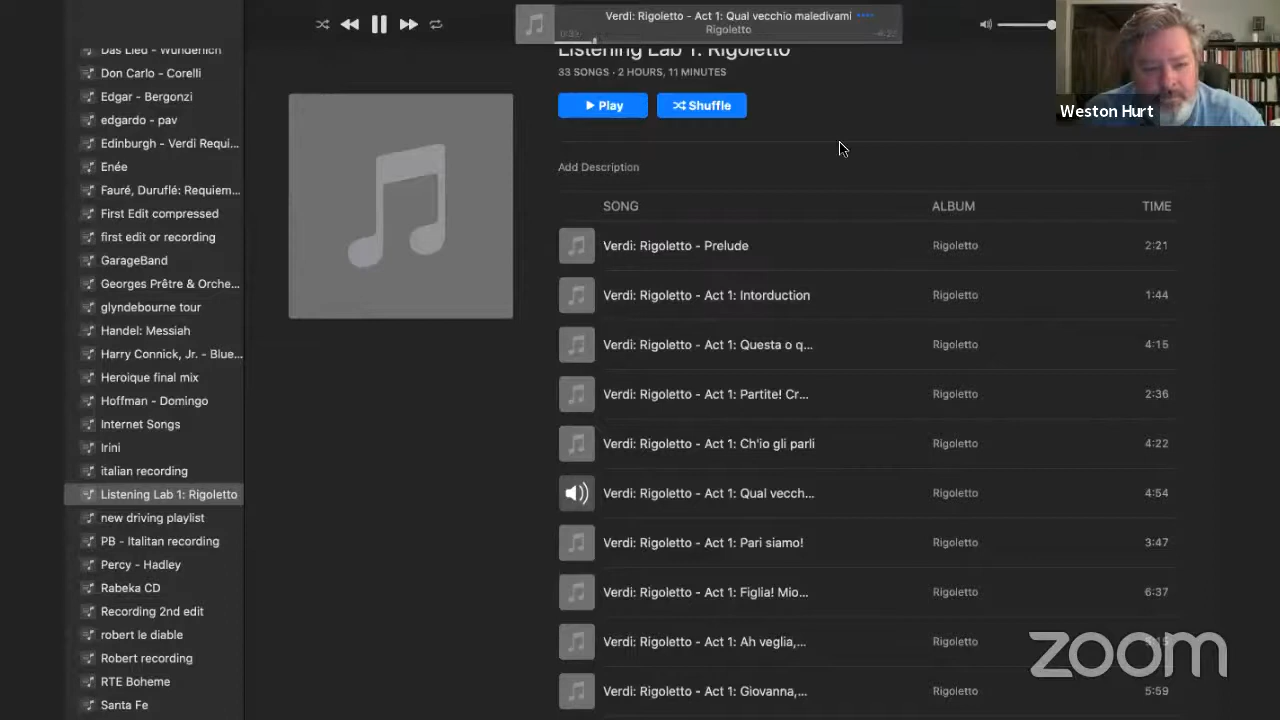 Verdi: Rigoletto - Act 1: Qual vecchio maledivami
Rigoletto
Weston Hurt
Das Lied - Wunderlich
Don Carlo - Corelli
Edgar - Bergonzi
edgardo - pav
Edinburgh - Verdi Requi...
Enée
Fauré, Duruflé: Requiem...
First Edit compressed
first edit or recording
GarageBand
Georges Prêtre & Orche...
glyndebourne tour
Handel: Messiah
Harry Connick, Jr. - Blue...
Heroique final mix
Hoffman - Domingo
Internet Songs
Irini
italian recording
Listening Lab 1: Rigoletto
new driving playlist
PB - Italitan recording
Percy - Hadley
Rabeka CD
Recording 2nd edit
robert le diable
Robert recording
RTE Boheme
Santa Fe
Listening Lab 1: Rigoletto
33 SONGS · 2 HOURS, 11 MINUTES
Play Shuffle
Add Description
SONG ALBUM TIME
Verdi: Rigoletto - Prelude Rigoletto 2:21
Verdi: Rigoletto - Act 1: Intorduction Rigoletto 1:44
Verdi: Rigoletto - Act 1: Questa o q... Rigoletto 4:15
Verdi: Rigoletto - Act 1: Partite! Cr... Rigoletto 2:36
Verdi: Rigoletto - Act 1: Ch'io gli parli Rigoletto 4:22
Verdi: Rigoletto - Act 1: Qual vecch... Rigoletto 4:54
Verdi: Rigoletto - Act 1: Pari siamo! Rigoletto 3:47
Verdi: Rigoletto - Act 1: Figlia! Mio... Rigoletto 6:37
Verdi: Rigoletto - Act 1: Ah veglia,... Rigoletto
Verdi: Rigoletto - Act 1: Giovanna,... Rigoletto 5:59
zoom